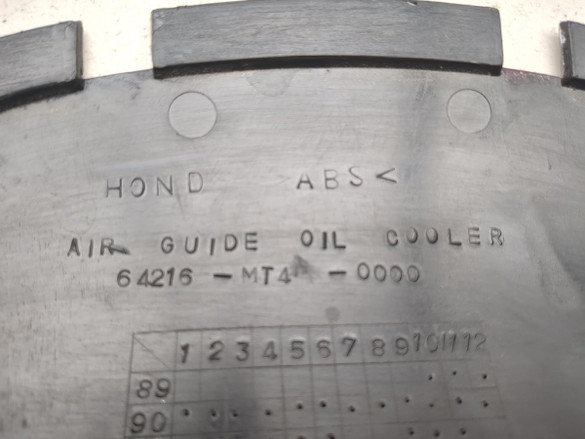 HOND ABS<
AIR GUIDE OIL COOLER
64216-MT4-0000
1 2 3 4 5 6 7 8 9 10 11 12
89
90